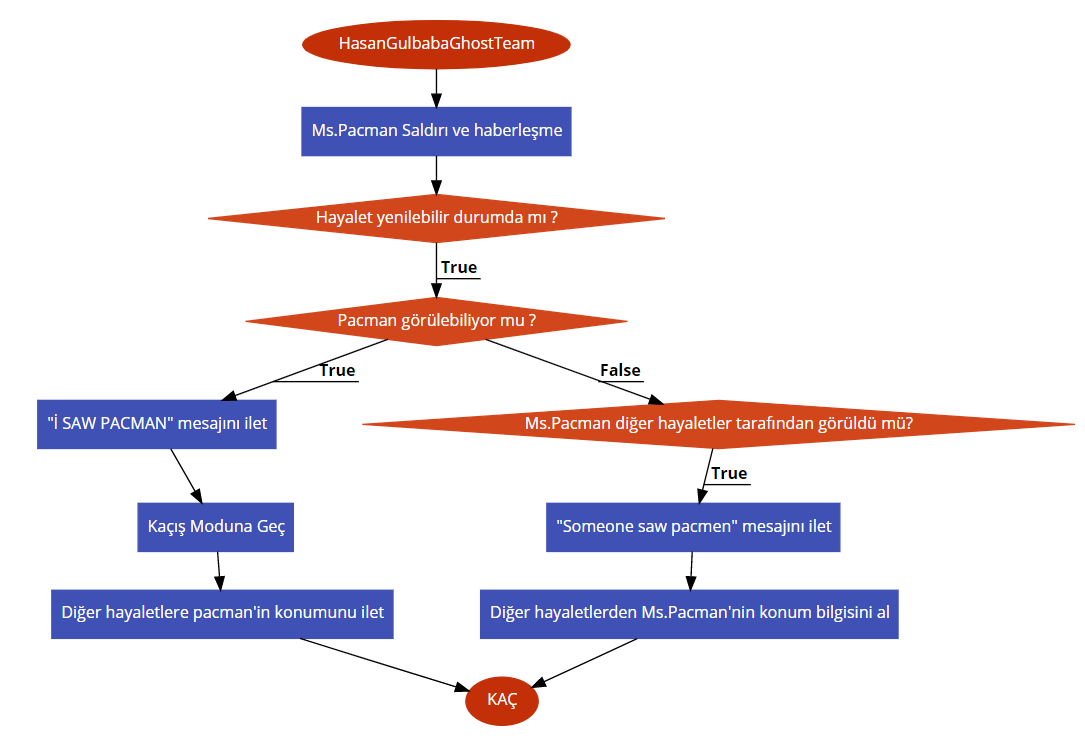 HasanGulbabaGhostTeam
Ms.Pacman Saldırı ve haberleşme
Hayalet yenilebilir durumda mı ?
True
Pacman görülebiliyor mu ?
True
False
"İ SAW PACMAN" mesajını ilet
Ms.Pacman diğer hayaletler tarafından görüldü mü?
True
Kaçış Moduna Geç
"Someone saw pacmen" mesajını ilet
Diğer hayaletlere pacman'in konumunu ilet
Diğer hayaletlerden Ms.Pacman'nin konum bilgisini al
KAÇ